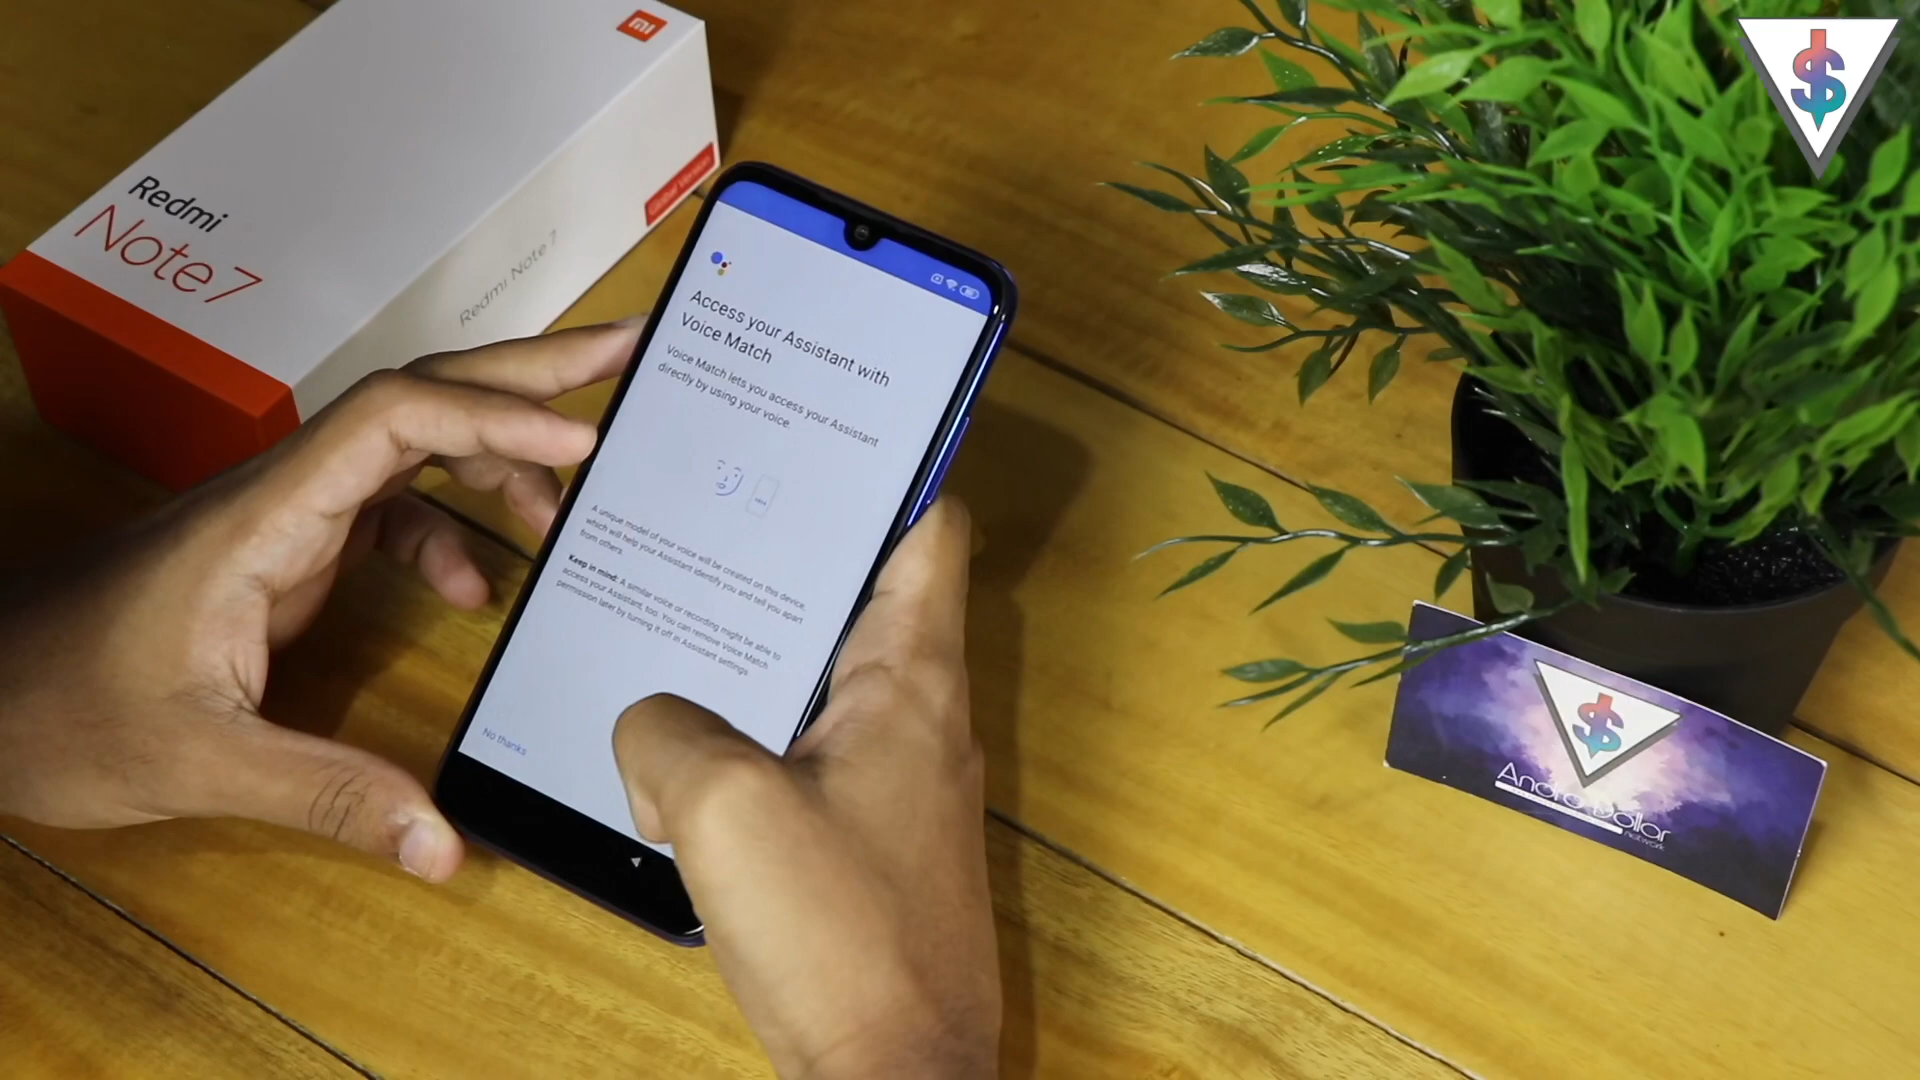 Redmi
Note 7
Redmi Note 7
Global Version
Access your Assistant with
Voice Match
Voice Match lets you access your Assistant
directly by using your voice.
A unique model of your voice will be created on this device,
which will help your Assistant identify you and tell you apart
from others.
Keep in mind: A similar voice or recording might be able to
access your Assistant, too. You can remove Voice Match
permission later by turning it off in Assistant settings
No thanks
Andro Dollar
Network